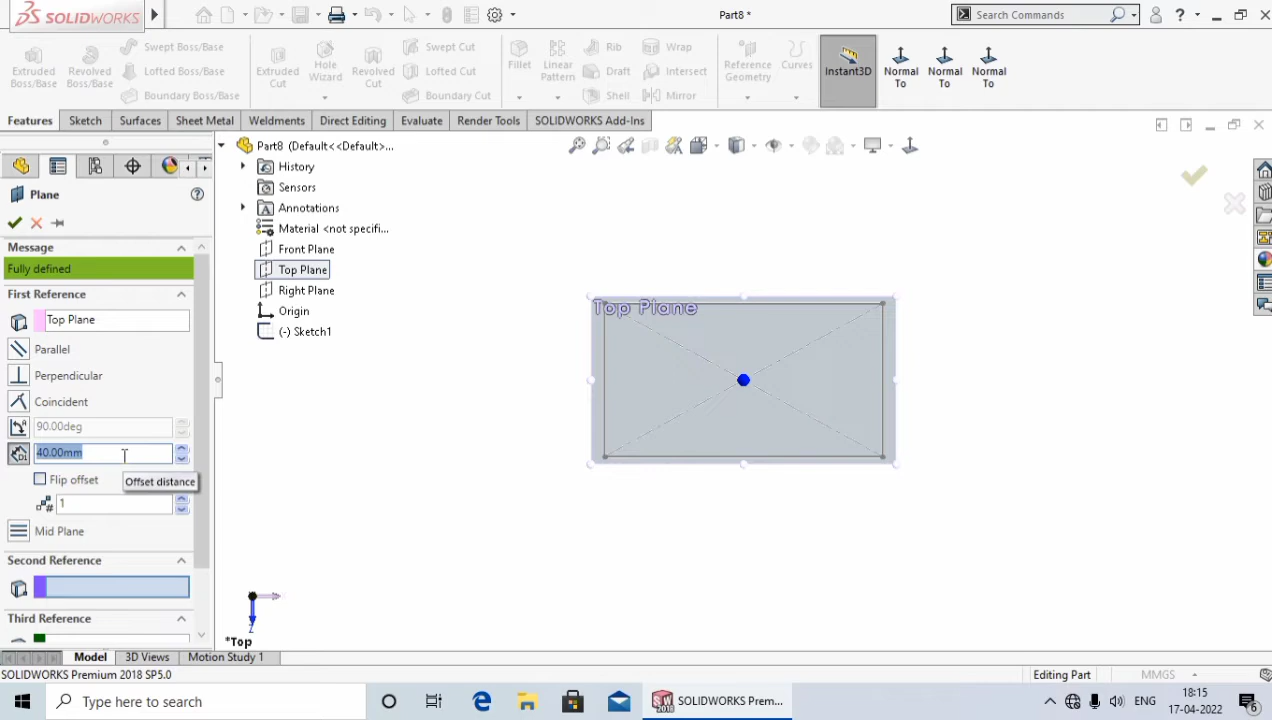 SOLIDWORKS
Part8 *
Search Commands
Extruded Boss/Base
Revolved Boss/Base
Swept Boss/Base
Lofted Boss/Base
Boundary Boss/Base
Extruded Cut
Hole Wizard
Revolved Cut
Swept Cut
Lofted Cut
Boundary Cut
Fillet
Linear Pattern
Rib
Draft
Shell
Wrap
Intersect
Mirror
Reference Geometry
Curves
Instant3D
Normal To
Normal To
Normal To
Features
Sketch
Surfaces
Sheet Metal
Weldments
Direct Editing
Evaluate
Render Tools
SOLIDWORKS Add-Ins
Plane
Message
Fully defined
First Reference
Top Plane
Parallel
Perpendicular
Coincident
90.00deg
40.00mm
Flip offset
Offset distance
1
Mid Plane
Second Reference
Third Reference
Part8 (Default<<Default>...
History
Sensors
Annotations
Material <not specifi...
Front Plane
Top Plane
Right Plane
Origin
(-) Sketch1
Top Plane
Z
*Top
Model
3D Views
Motion Study 1
SOLIDWORKS Premium 2018 SP5.0
Editing Part
MMGS
Type here to search
SOLIDWORKS Prem...
ENG
18:15
17-04-2022
6